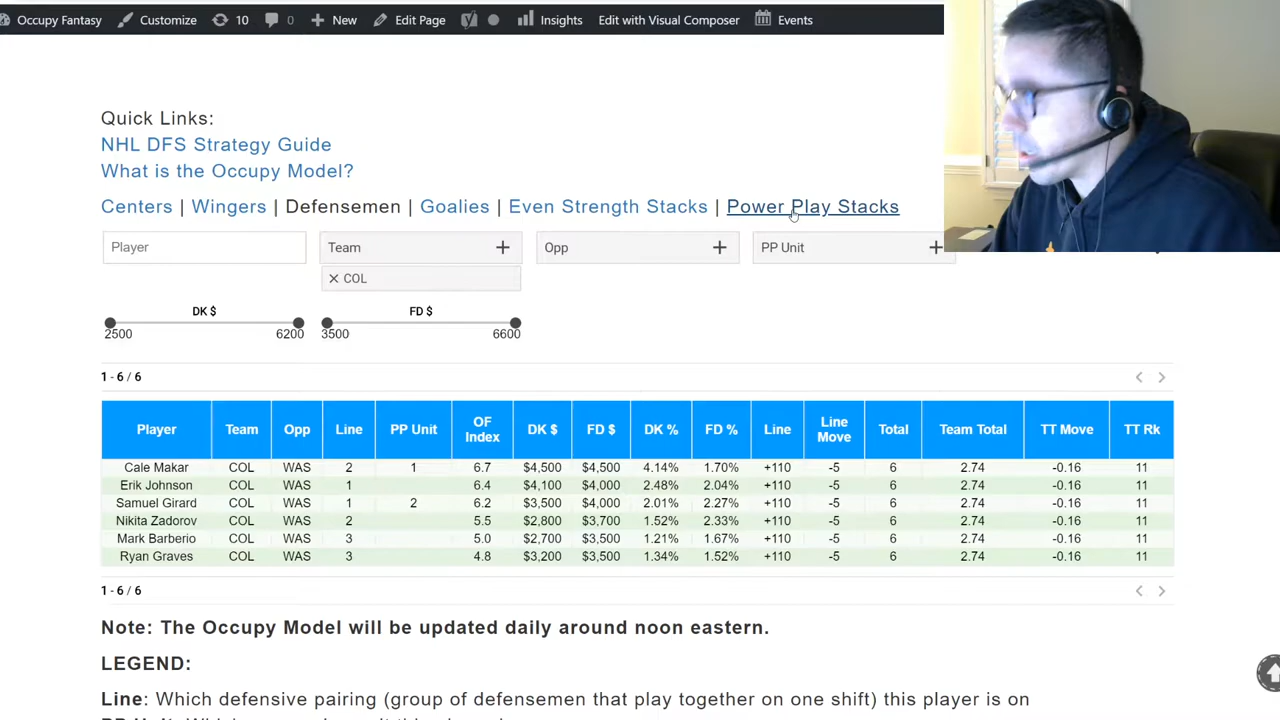 Occupy Fantasy Customize 10 0 New Edit Page Insights Edit with Visual Composer Events
Quick Links:
NHL DFS Strategy Guide
What is the Occupy Model?
Centers | Wingers | Defensemen | Goalies | Even Strength Stacks | Power Play Stacks
Player Team + Opp + PP Unit +
× COL
DK $ FD $
2500 6200 3500 6600
1 - 6 / 6
Player Team Opp Line PP Unit OF Index DK $ FD $ DK % FD % Line Line Move Total Team Total TT Move TT Rk
Cale Makar COL WAS 2 1 6.7 $4,500 $4,500 4.14% 1.70% +110 -5 6 2.74 -0.16 11
Erik Johnson COL WAS 1 6.4 $4,100 $4,000 2.48% 2.04% +110 -5 6 2.74 -0.16 11
Samuel Girard COL WAS 1 2 6.2 $3,500 $4,000 2.01% 2.27% +110 -5 6 2.74 -0.16 11
Nikita Zadorov COL WAS 2 5.5 $2,800 $3,700 1.52% 2.33% +110 -5 6 2.74 -0.16 11
Mark Barberio COL WAS 3 5.0 $2,700 $3,500 1.21% 1.67% +110 -5 6 2.74 -0.16 11
Ryan Graves COL WAS 3 4.8 $3,200 $3,500 1.34% 1.52% +110 -5 6 2.74 -0.16 11
1 - 6 / 6
Note: The Occupy Model will be updated daily around noon eastern.
LEGEND:
Line: Which defensive pairing (group of defensemen that play together on one shift) this player is on